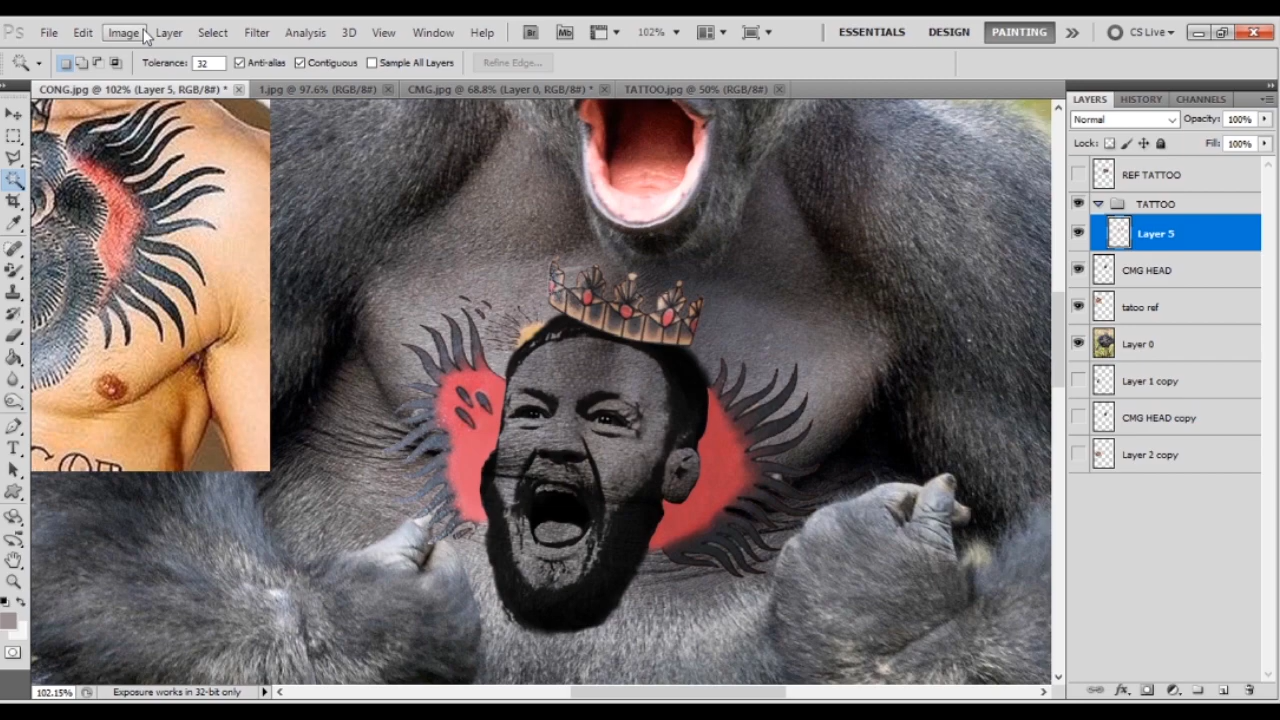 Ps File Edit Image Layer Select Filter Analysis 3D View Window Help Br Mb 102% ESSENTIALS DESIGN PAINTING CS Live
Tolerance: 32 Anti-alias Contiguous Sample All Layers Refine Edge...
CONG.jpg @ 102% (Layer 5, RGB/8#) * 1.jpg @ 97.6% (RGB/8#) CMG.jpg @ 68.8% (Layer 0, RGB/8#) * TATTOO.jpg @ 50% (RGB/8#)
LAYERS HISTORY CHANNELS
Normal Opacity: 100%
Lock: Fill: 100%
REF TATTOO
TATTOO
Layer 5
CMG HEAD
tatoo ref
Layer 0
Layer 1 copy
CMG HEAD copy
Layer 2 copy
102.15% Exposure works in 32-bit only